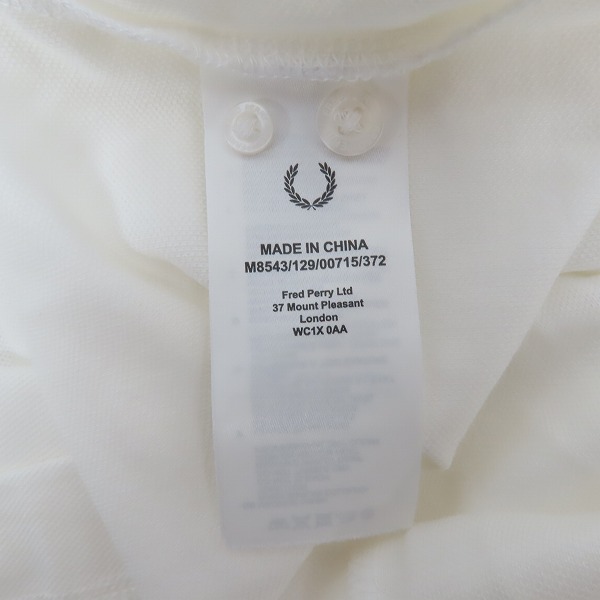 MADE IN CHINA
M8543/129/00715/372
Fred Perry Ltd
37 Mount Pleasant
London
WC1X 0AA